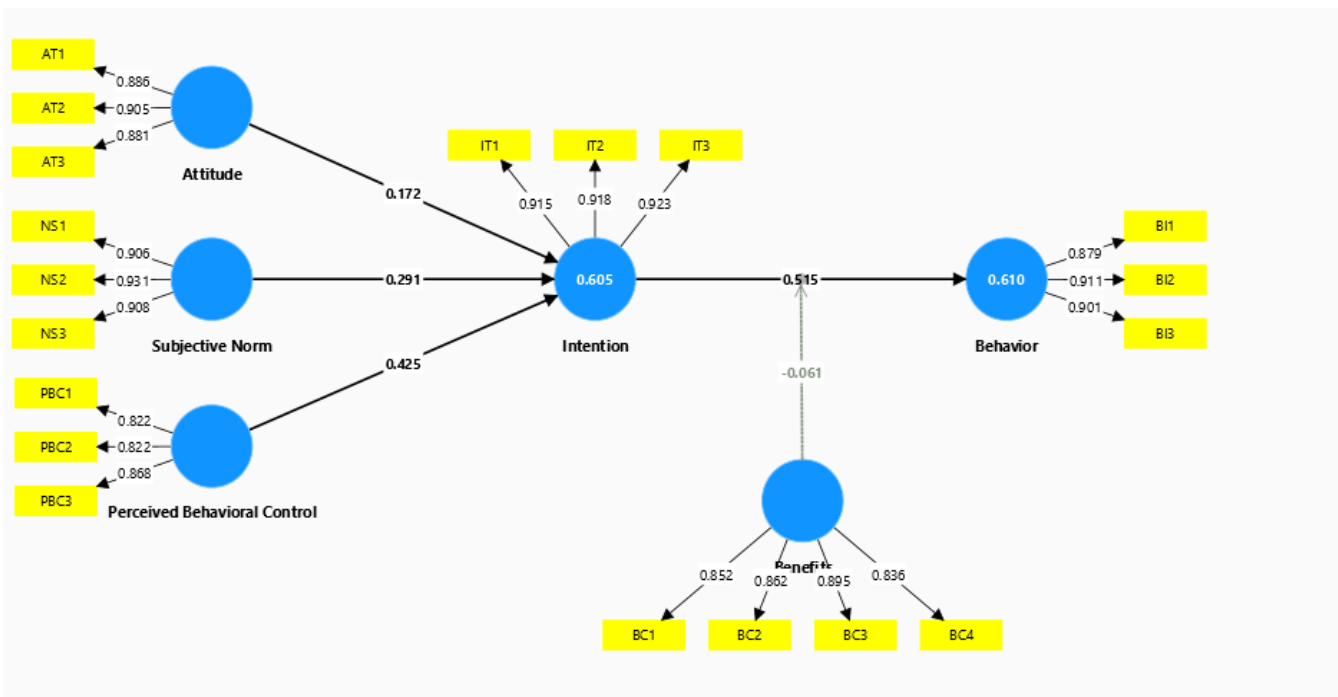 AT1
0.886
AT2
0.905
0.881
AT3
Attitude
0.172
IT1
IT2
IT3
0.915
0.918
0.923
NS1
0.906
NS2
0.931
0.908
NS3
Subjective Norm
0.291
0.605
Intention
0.515
0.610
Behavior
0.879
BI1
0.911
BI2
0.901
BI3
0.425
PBC1
0.822
PBC2
0.822
0.868
PBC3
Perceived Behavioral Control
-0.061
Benefits
0.852
0.862
0.895
0.836
BC1
BC2
BC3
BC4